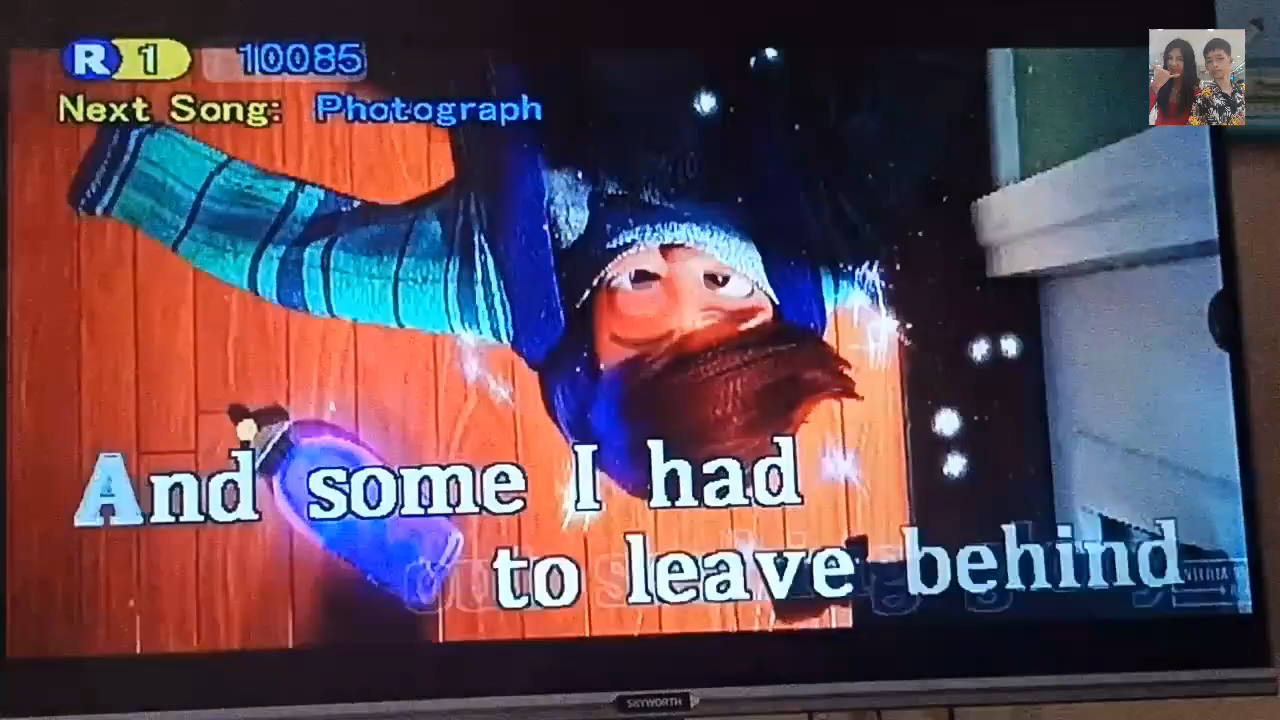 R 1 10085
Next Song: Photograph
And some I had
to leave behind
SKYWORTH